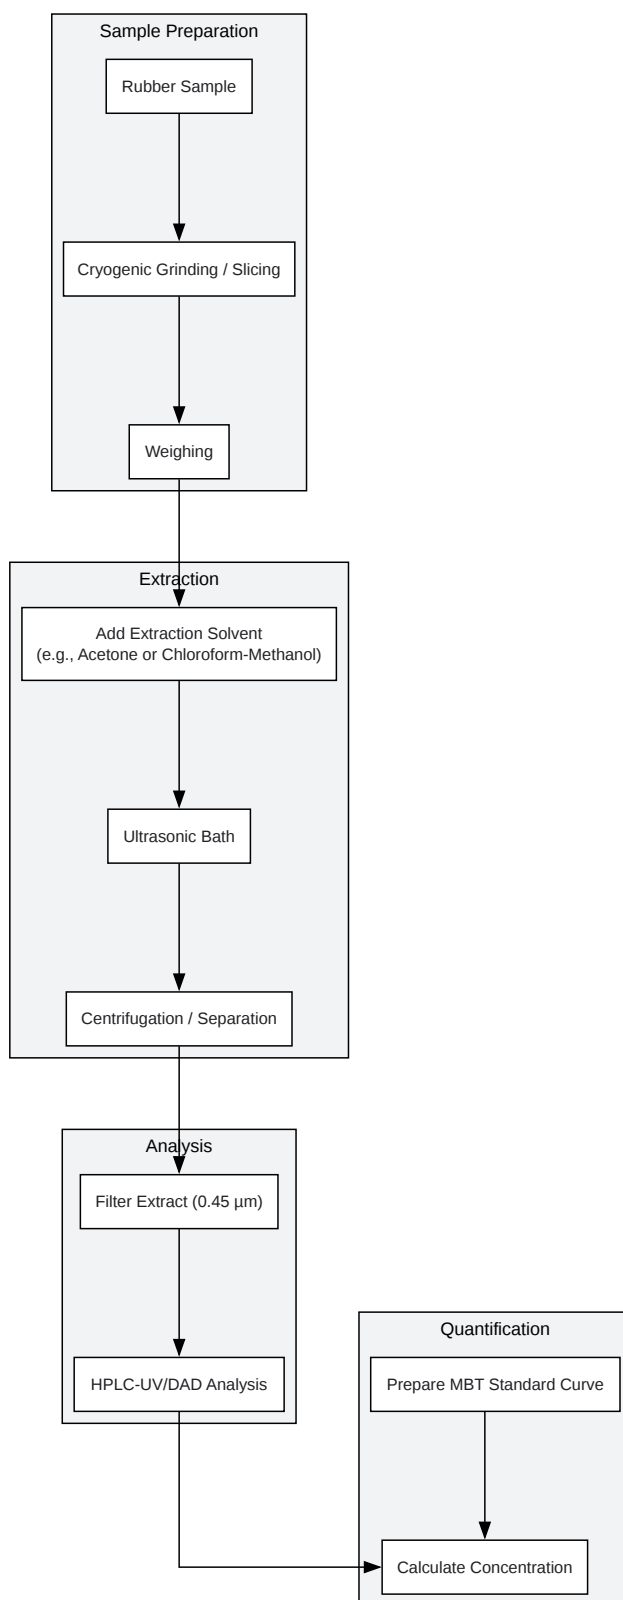 Sample Preparation
Rubber Sample
Cryogenic Grinding / Slicing
Weighing
Extraction
Add Extraction Solvent
(e.g., Acetone or Chloroform-Methanol)
Ultrasonic Bath
Centrifugation / Separation
Analysis
Filter Extract (0.45 µm)
HPLC-UV/DAD Analysis
Quantification
Prepare MBT Standard Curve
Calculate Concentration